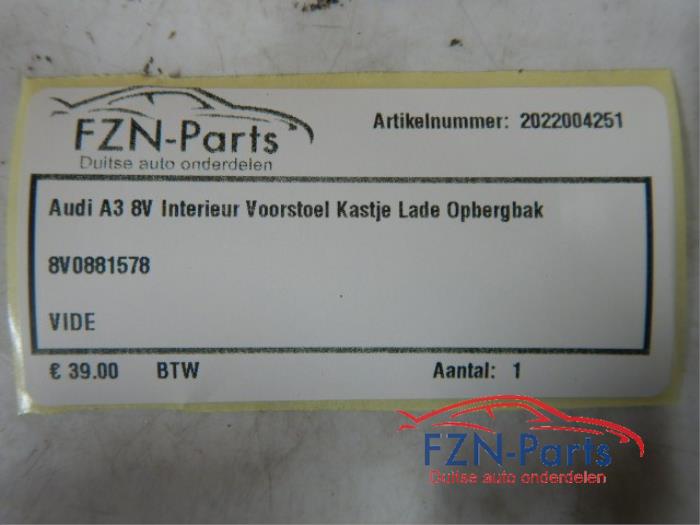 FZN-Parts
Duitse auto onderdelen
Artikelnummer: 2022004251
Audi A3 8V Interieur Voorstoel Kastje Lade Opbergbak
8V0881578
VIDE
€ 39.00 BTW Aantal: 1
FZN-Parts
Duitse auto onderdelen